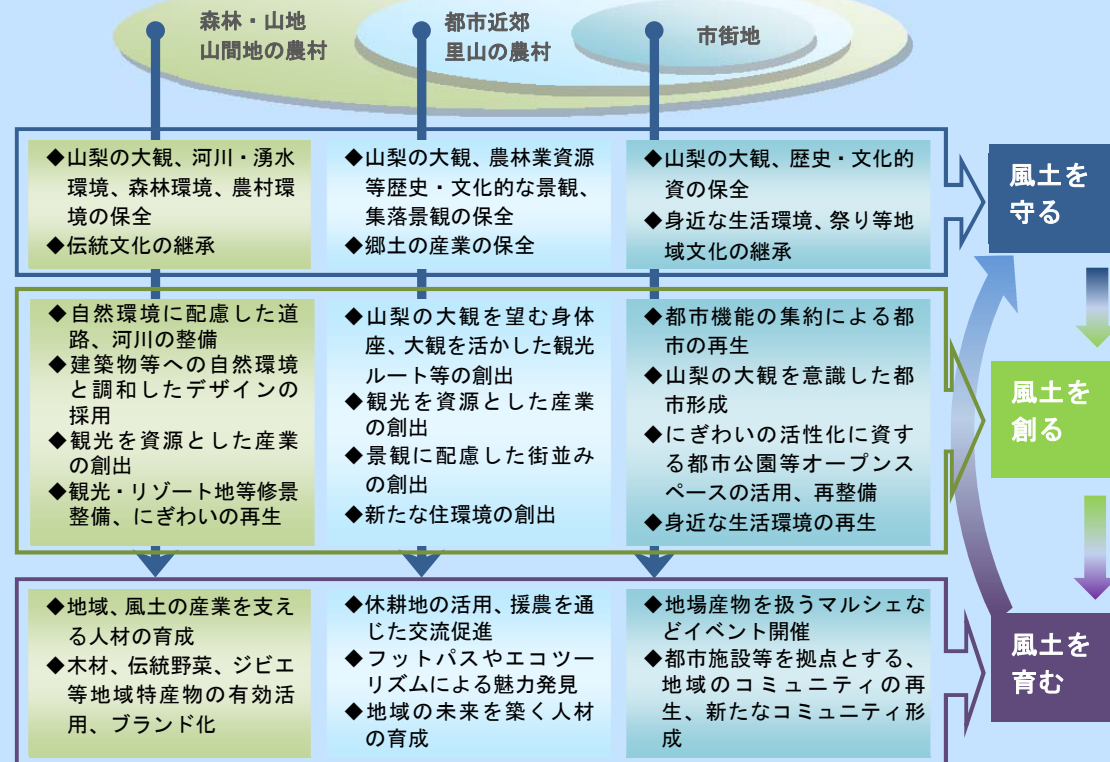 森林・山地
山間地の農村
都市近郊
里山の農村
市街地
◆山梨の大観、河川・湧水
環境、森林環境、農村環
境の保全
◆伝統文化の継承
◆山梨の大観、農林業資源
等歴史・文化的な景観、
集落景観の保全
◆郷土の産業の保全
◆山梨の大観、歴史・文化的
資の保全
◆身近な生活環境、祭り等地
域文化の継承
風土を
守る
◆自然環境に配慮した道
路、河川の整備
◆建築物等への自然環境
と調和したデザインの
採用
◆観光を資源とした産業
の創出
◆観光・リゾート地等修景
整備、にぎわいの再生
◆山梨の大観を望む身体
座、大観を活かした観光
ルート等の創出
◆観光を資源とした産業
の創出
◆景観に配慮した街並み
の創出
◆新たな住環境の創出
◆都市機能の集約による都
市の再生
◆山梨の大観を意識した都
市形成
◆にぎわいの活性化に資す
る都市公園等オープンス
ペースの活用、再整備
◆身近な生活環境の再生
風土を
創る
◆地域、風土の産業を支え
る人材の育成
◆木材、伝統野菜、ジビエ
等地域特産物の有効活
用、ブランド化
◆休耕地の活用、援農を通
じた交流促進
◆フットパスやエコツー
リズムによる魅力発見
◆地域の未来を築く人材
の育成
◆地場産物を扱うマルシェな
どイベント開催
◆都市施設等を拠点とする、
地域のコミュニティの再
生、新たなコミュニティ形
成
風土を
育む